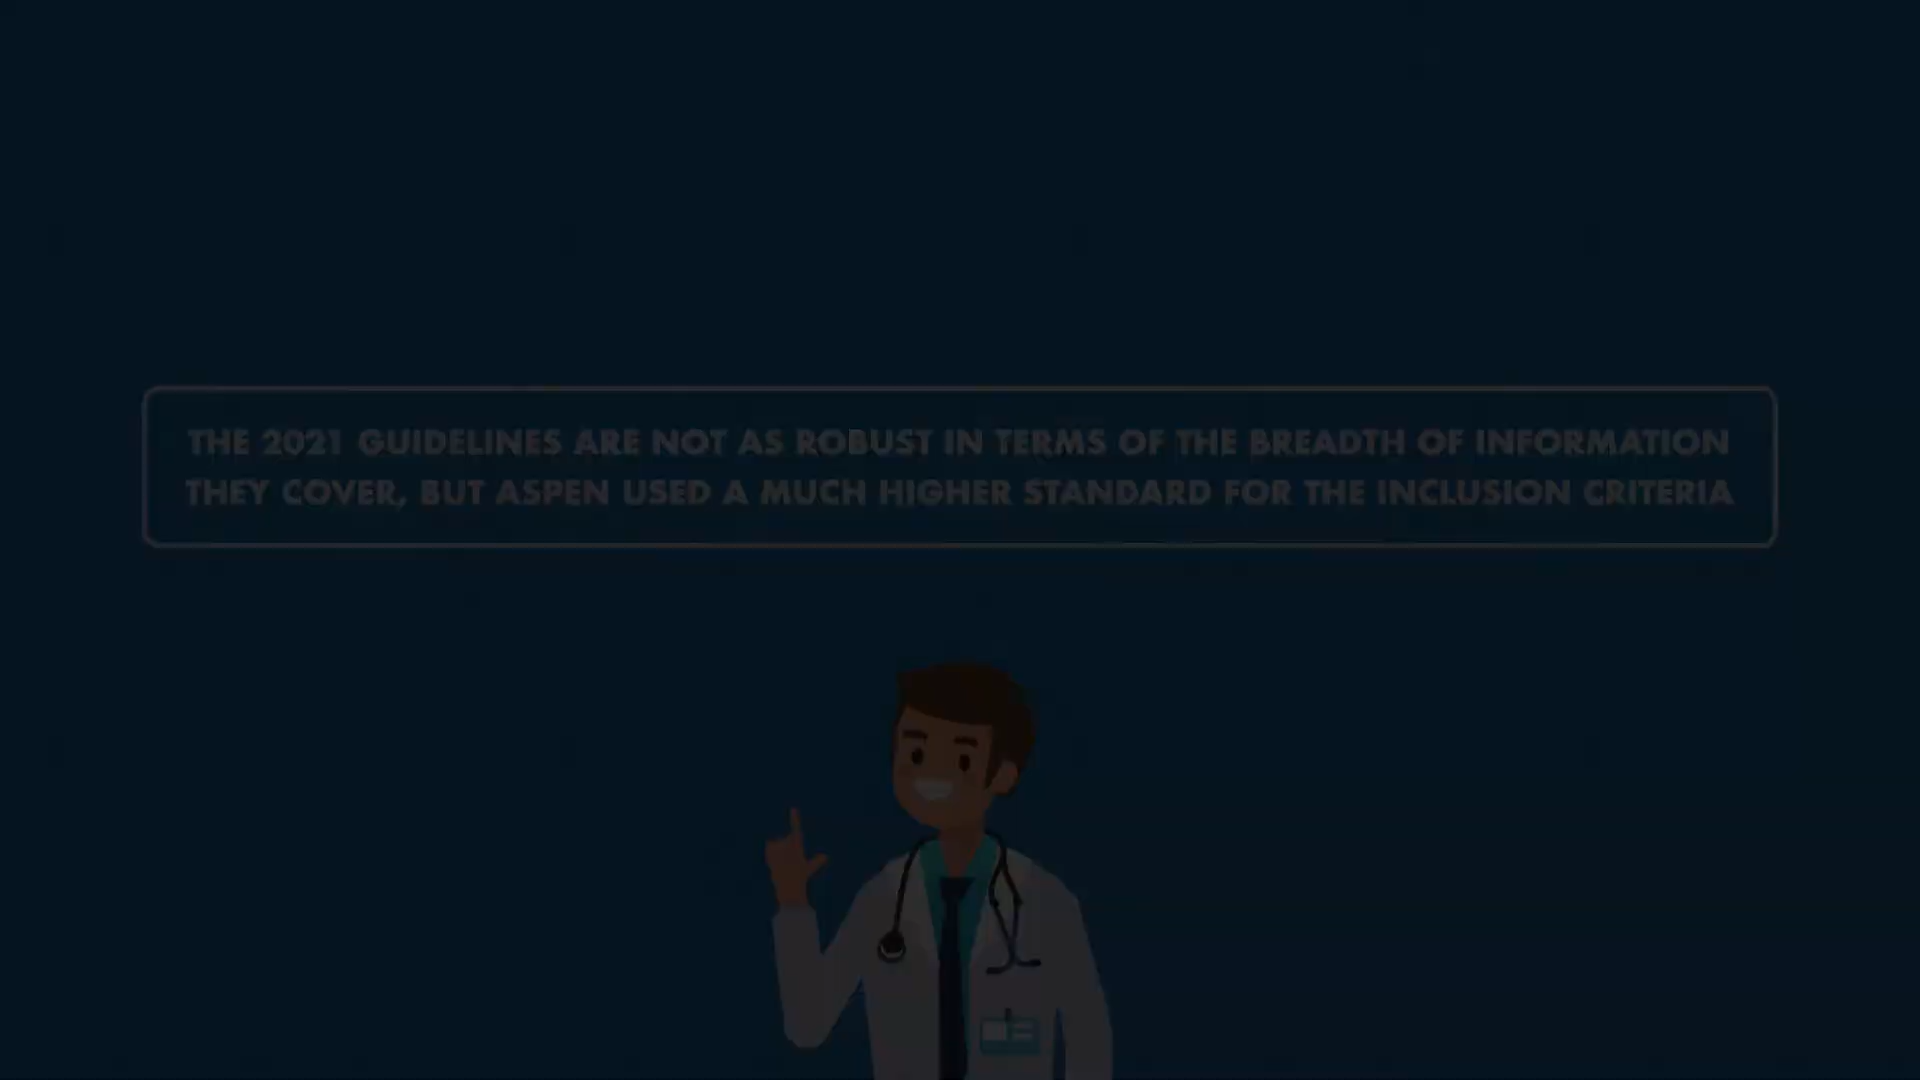 THE 2021 GUIDELINES ARE NOT AS ROBUST IN TERMS OF THE BREADTH OF INFORMATION
THEY COVER, BUT ASPEN USED A MUCH HIGHER STANDARD FOR THE INCLUSION CRITERIA